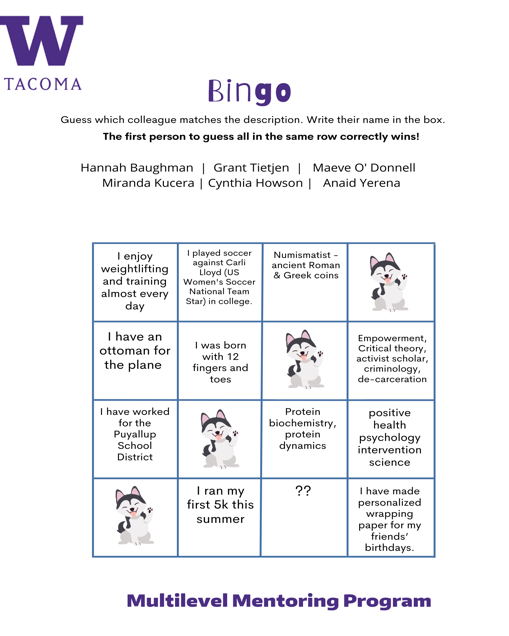 W
TACOMA
Bingo
Guess which colleague matches the description. Write their name in the box.
The first person to guess all in the same row correctly wins!
Hannah Baughman | Grant Tietjen | Maeve O' Donnell
Miranda Kucera | Cynthia Howson | Anaid Yerena
I enjoy
weightlifting
and training
almost every
day
I played soccer
against Carli
Lloyd (US
Women's Soccer
National Team
Star) in college.
Numismatist -
ancient Roman
& Greek coins
I have an
ottoman for
the plane
I was born
with 12
fingers and
toes
Empowerment,
Critical theory,
activist scholar,
criminology,
de-carceration
I have worked
for the
Puyallup
School
District
Protein
biochemistry,
protein
dynamics
positive
health
psychology
intervention
science
I ran my
first 5k this
summer
??
I have made
personalized
wrapping
paper for my
friends'
birthdays.
Multilevel Mentoring Program